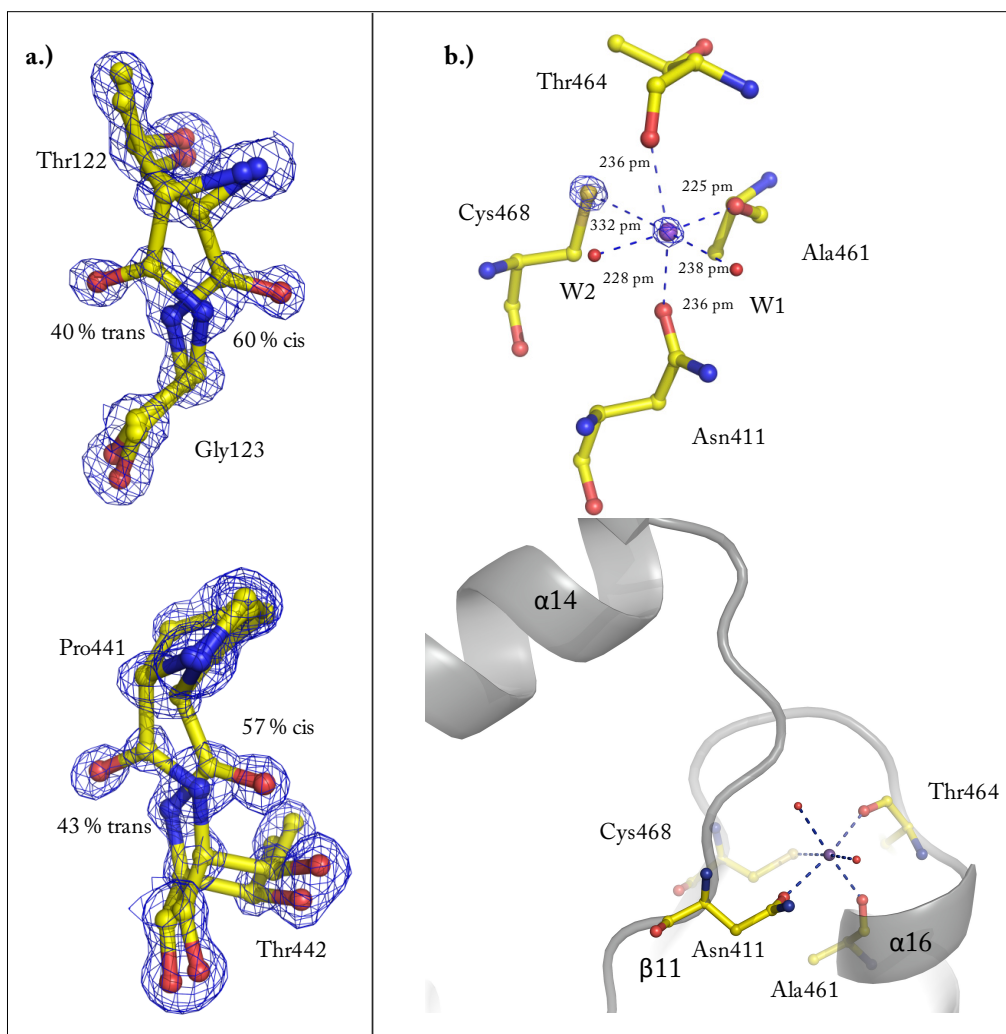 a.)
Thr122
40 % trans
60 % cis
Gly123
Pro441
57 % cis
43 % trans
Thr442
b.)
Thr464
236 pm
225 pm
Cys468
332 pm
Ala461
228 pm
238 pm
W2
W1
236 pm
Asn411
α14
Thr464
Cys468
Asn411
α16
β11
Ala461